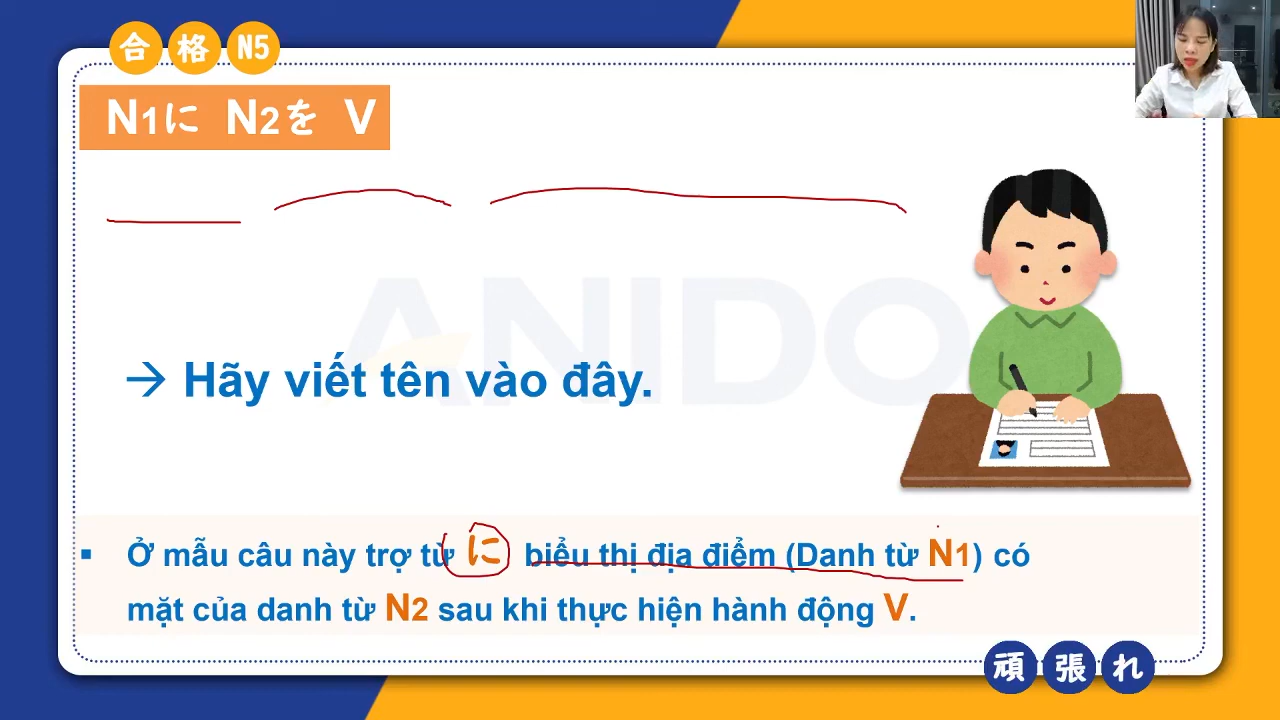 合格 N5
N1に N2を V
ANIDO
→ Hãy viết tên vào đây.
▪ Ở mẫu câu này trợ từ に biểu thị địa điểm (Danh từ N1) có
mặt của danh từ N2 sau khi thực hiện hành động V.
頑張れ